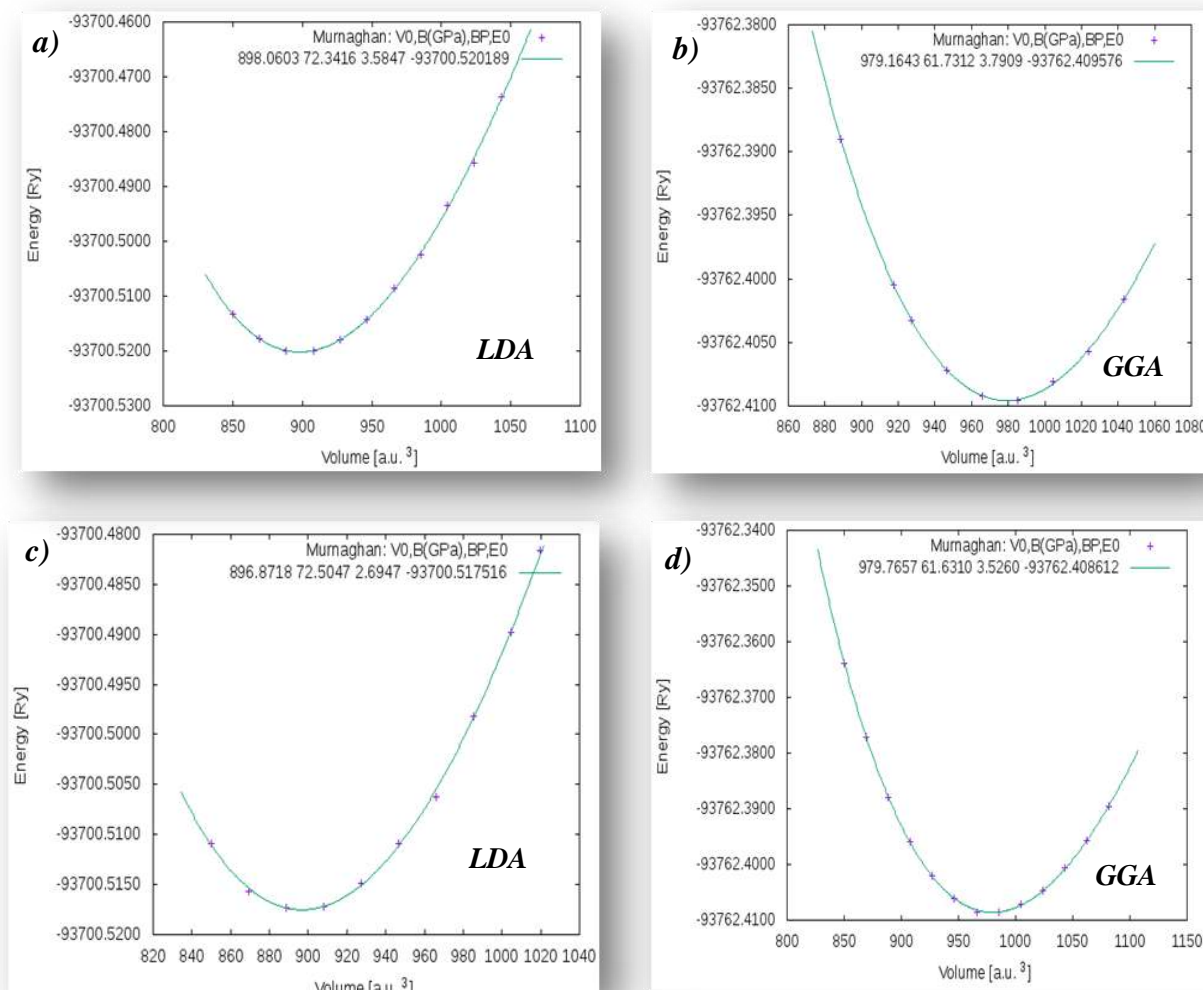 a)
Murnaghan: V0,B(GPa),BP,E0
898.0603 72.3416 3.5847 -93700.520189
-93700.4600
-93700.4700
-93700.4800
-93700.4900
-93700.5000
-93700.5100
-93700.5200
-93700.5300
Energy [Ry]
LDA
800 850 900 950 1000 1050 1100
Volume [a.u. ³]
b)
Murnaghan: V0,B(GPa),BP,E0
979.1643 61.7312 3.7909 -93762.409576
-93762.3800
-93762.3850
-93762.3900
-93762.3950
-93762.4000
-93762.4050
-93762.4100
Energy [Ry]
GGA
860 880 900 920 940 960 980 1000 1020 1040 1060 1080
Volume [a.u. ³]
c)
Murnaghan: V0,B(GPa),BP,E0
896.8718 72.5047 2.6947 -93700.517516
-93700.4800
-93700.4850
-93700.4900
-93700.4950
-93700.5000
-93700.5050
-93700.5100
-93700.5150
-93700.5200
Energy [Ry]
LDA
820 840 860 880 900 920 940 960 980 1000 1020 1040
Volume [a.u. ³]
d)
Murnaghan: V0,B(GPa),BP,E0
979.7657 61.6310 3.5260 -93762.408612
-93762.3400
-93762.3500
-93762.3600
-93762.3700
-93762.3800
-93762.3900
-93762.4000
-93762.4100
Energy [Ry]
GGA
800 850 900 950 1000 1050 1100 1150
Volume [a.u. ³]